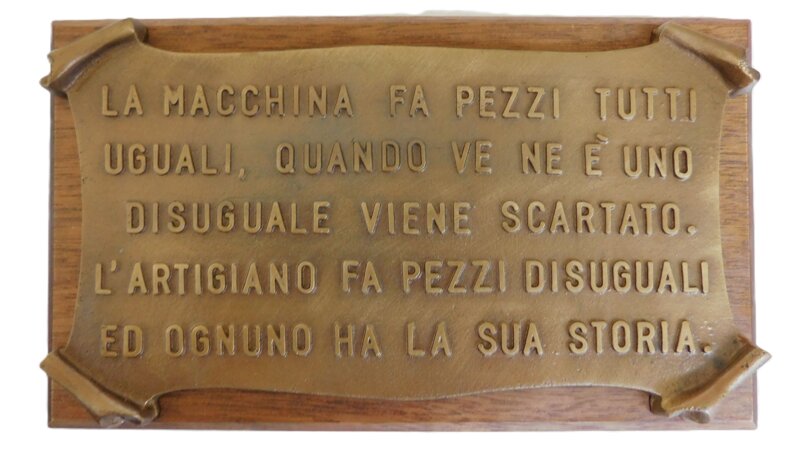 LA MACCHINA FA PEZZI TUTTI
UGUALI, QUANDO VE NE È UNO
DISUGUALE VIENE SCARTATO.
L'ARTIGIANO FA PEZZI DISUGUALI
ED OGNUNO HA LA SUA STORIA.